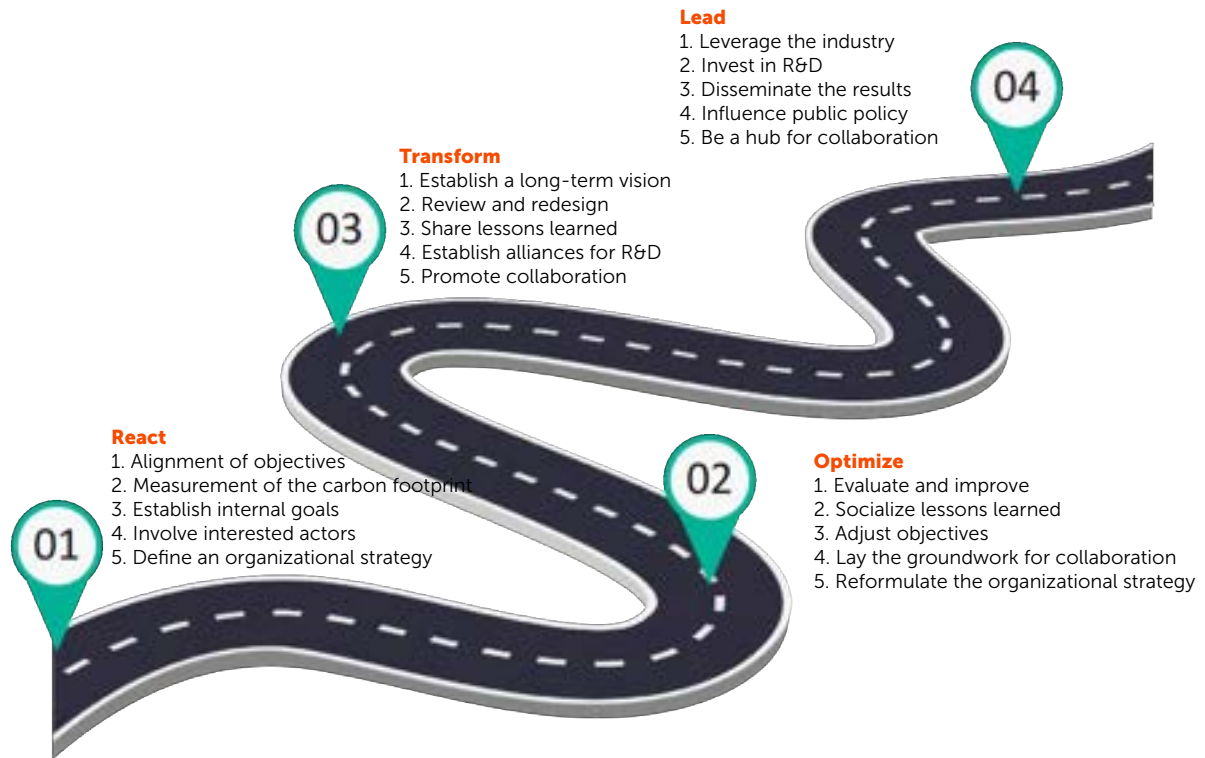 01
React
1. Alignment of objectives
2. Measurement of the carbon footprint
3. Establish internal goals
4. Involve interested actors
5. Define an organizational strategy
02
Optimize
1. Evaluate and improve
2. Socialize lessons learned
3. Adjust objectives
4. Lay the groundwork for collaboration
5. Reformulate the organizational strategy
03
Transform
1. Establish a long-term vision
2. Review and redesign
3. Share lessons learned
4. Establish alliances for R&D
5. Promote collaboration
04
Lead
1. Leverage the industry
2. Invest in R&D
3. Disseminate the results
4. Influence public policy
5. Be a hub for collaboration